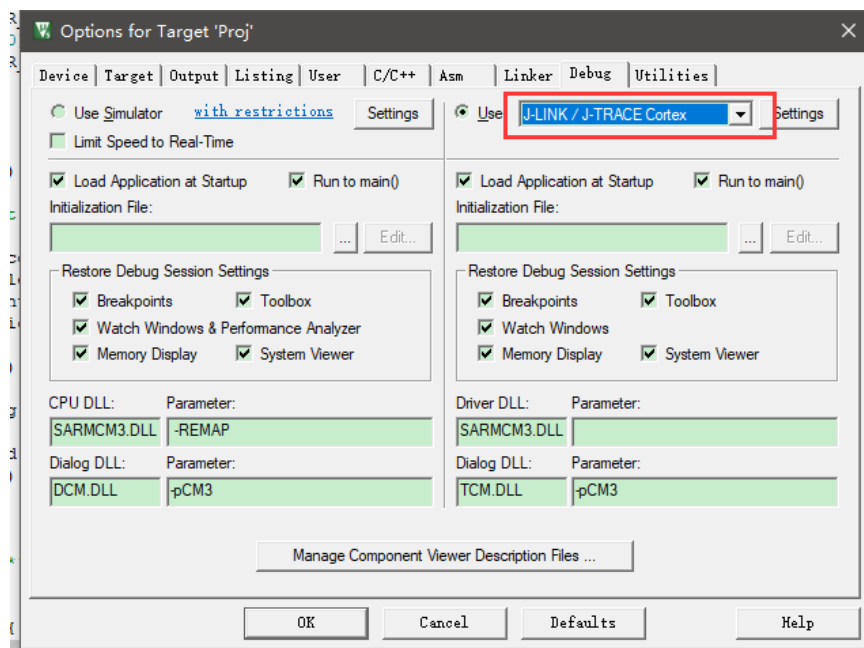 Options for Target 'Proj'
Device Target Output Listing User C/C++ Asm Linker Debug Utilities
Use Simulator with restrictions Settings
Limit Speed to Real-Time
Load Application at Startup Run to main()
Initialization File:
... Edit...
Restore Debug Session Settings
Breakpoints Toolbox
Watch Windows & Performance Analyzer
Memory Display System Viewer
CPU DLL: Parameter:
SARMCM3.DLL -REMAP
Dialog DLL: Parameter:
DCM.DLL -pCM3
Use J-LINK / J-TRACE Cortex Settings
Load Application at Startup Run to main()
Initialization File:
... Edit...
Restore Debug Session Settings
Breakpoints Toolbox
Watch Windows
Memory Display System Viewer
Driver DLL: Parameter:
SARMCM3.DLL
Dialog DLL: Parameter:
TCM.DLL -pCM3
Manage Component Viewer Description Files ...
OK Cancel Defaults Help